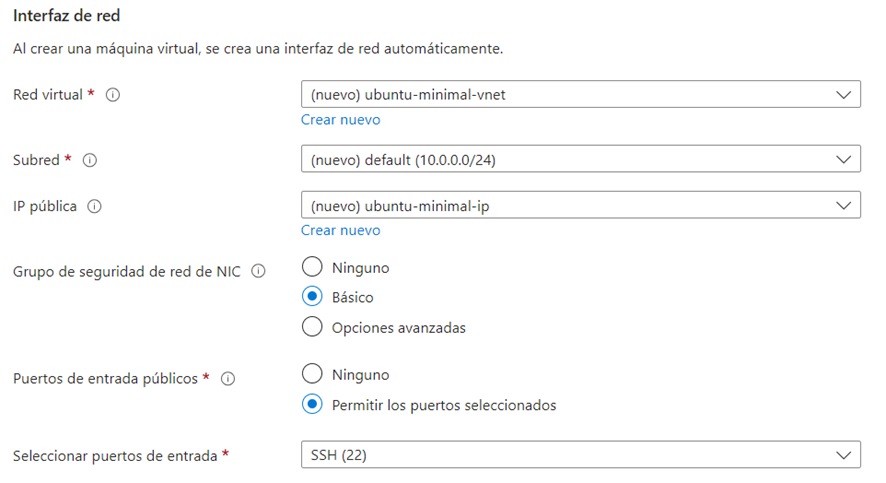 Interfaz de red
Al crear una máquina virtual, se crea una interfaz de red automáticamente.
Red virtual *
(nuevo) ubuntu-minimal-vnet
Crear nuevo
Subred *
(nuevo) default (10.0.0.0/24)
IP pública
(nuevo) ubuntu-minimal-ip
Crear nuevo
Grupo de seguridad de red de NIC
Ninguno
Básico
Opciones avanzadas
Puertos de entrada públicos *
Ninguno
Permitir los puertos seleccionados
Seleccionar puertos de entrada *
SSH (22)